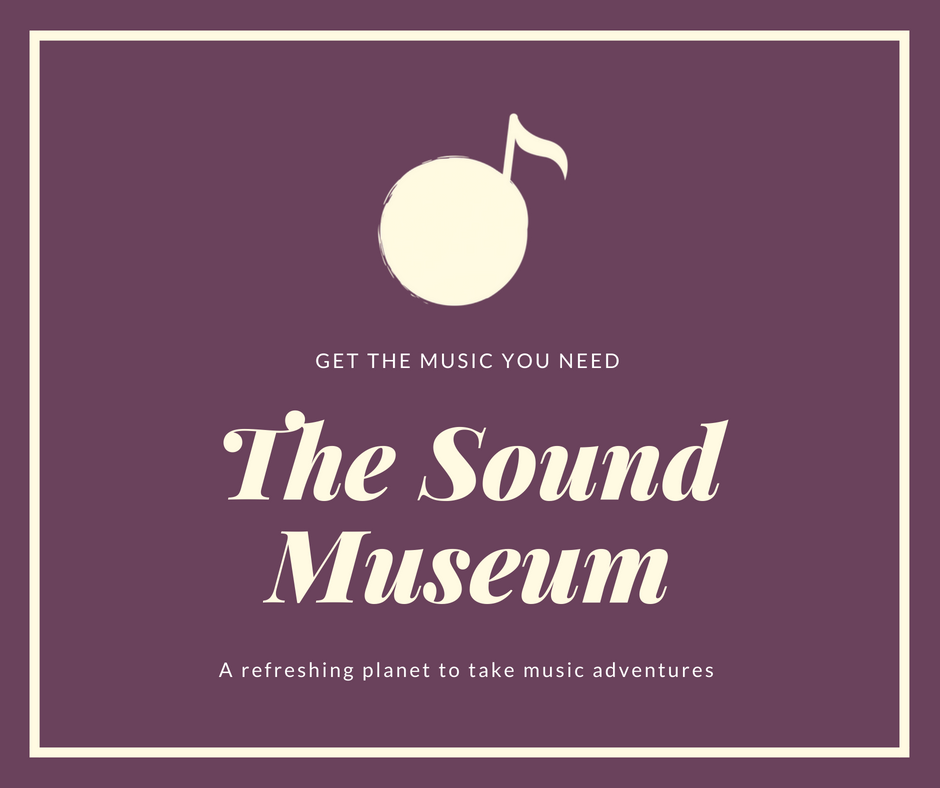 GET THE MUSIC YOU NEED
The Sound
Museum
A refreshing planet to take music adventures